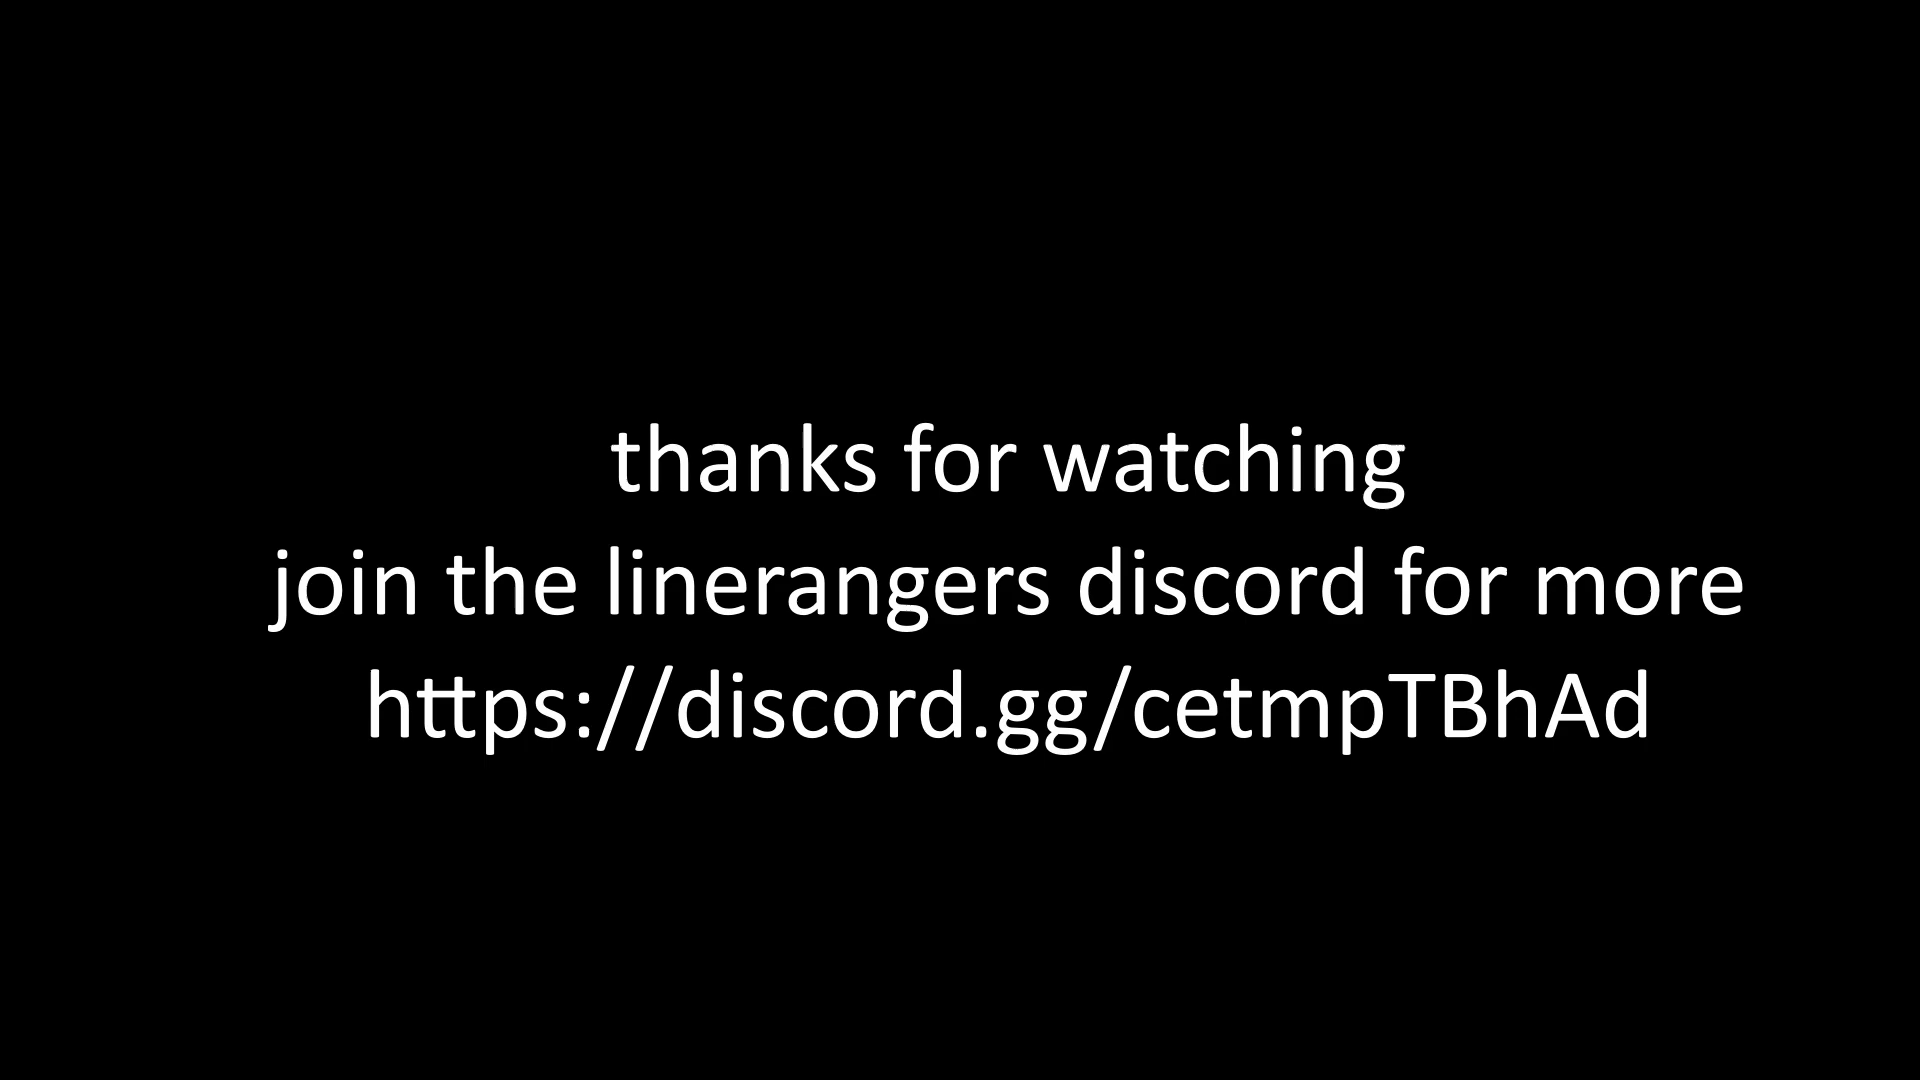 thanks for watching
join the linerangers discord for more
https://discord.gg/cetmpTBhAd